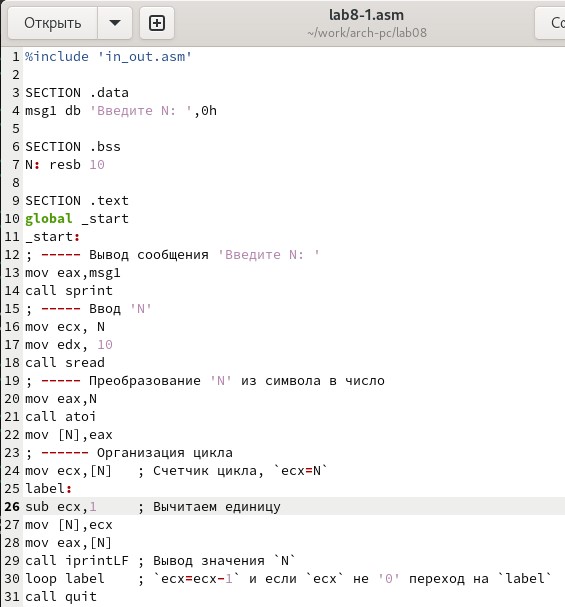 Открыть
lab8-1.asm
~/work/arch-pc/lab08
Со
1 %include 'in_out.asm'
2
3 SECTION .data
4 msg1 db 'Введите N: ',0h
5
6 SECTION .bss
7 N: resb 10
8
9 SECTION .text
10 global _start
11 _start:
12 ; ----- Вывод сообщения 'Введите N: '
13 mov eax,msg1
14 call sprint
15 ; ----- Ввод 'N'
16 mov ecx, N
17 mov edx, 10
18 call sread
19 ; ----- Преобразование 'N' из символа в число
20 mov eax,N
21 call atoi
22 mov [N],eax
23 ; ------ Организация цикла
24 mov ecx,[N]   ; Счетчик цикла, `ecx=N`
25 label:
26 sub ecx,1     ; Вычитаем единицу
27 mov [N],ecx
28 mov eax,[N]
29 call iprintLF ; Вывод значения `N`
30 loop label    ; `ecx=ecx-1` и если `ecx` не '0' переход на `label`
31 call quit